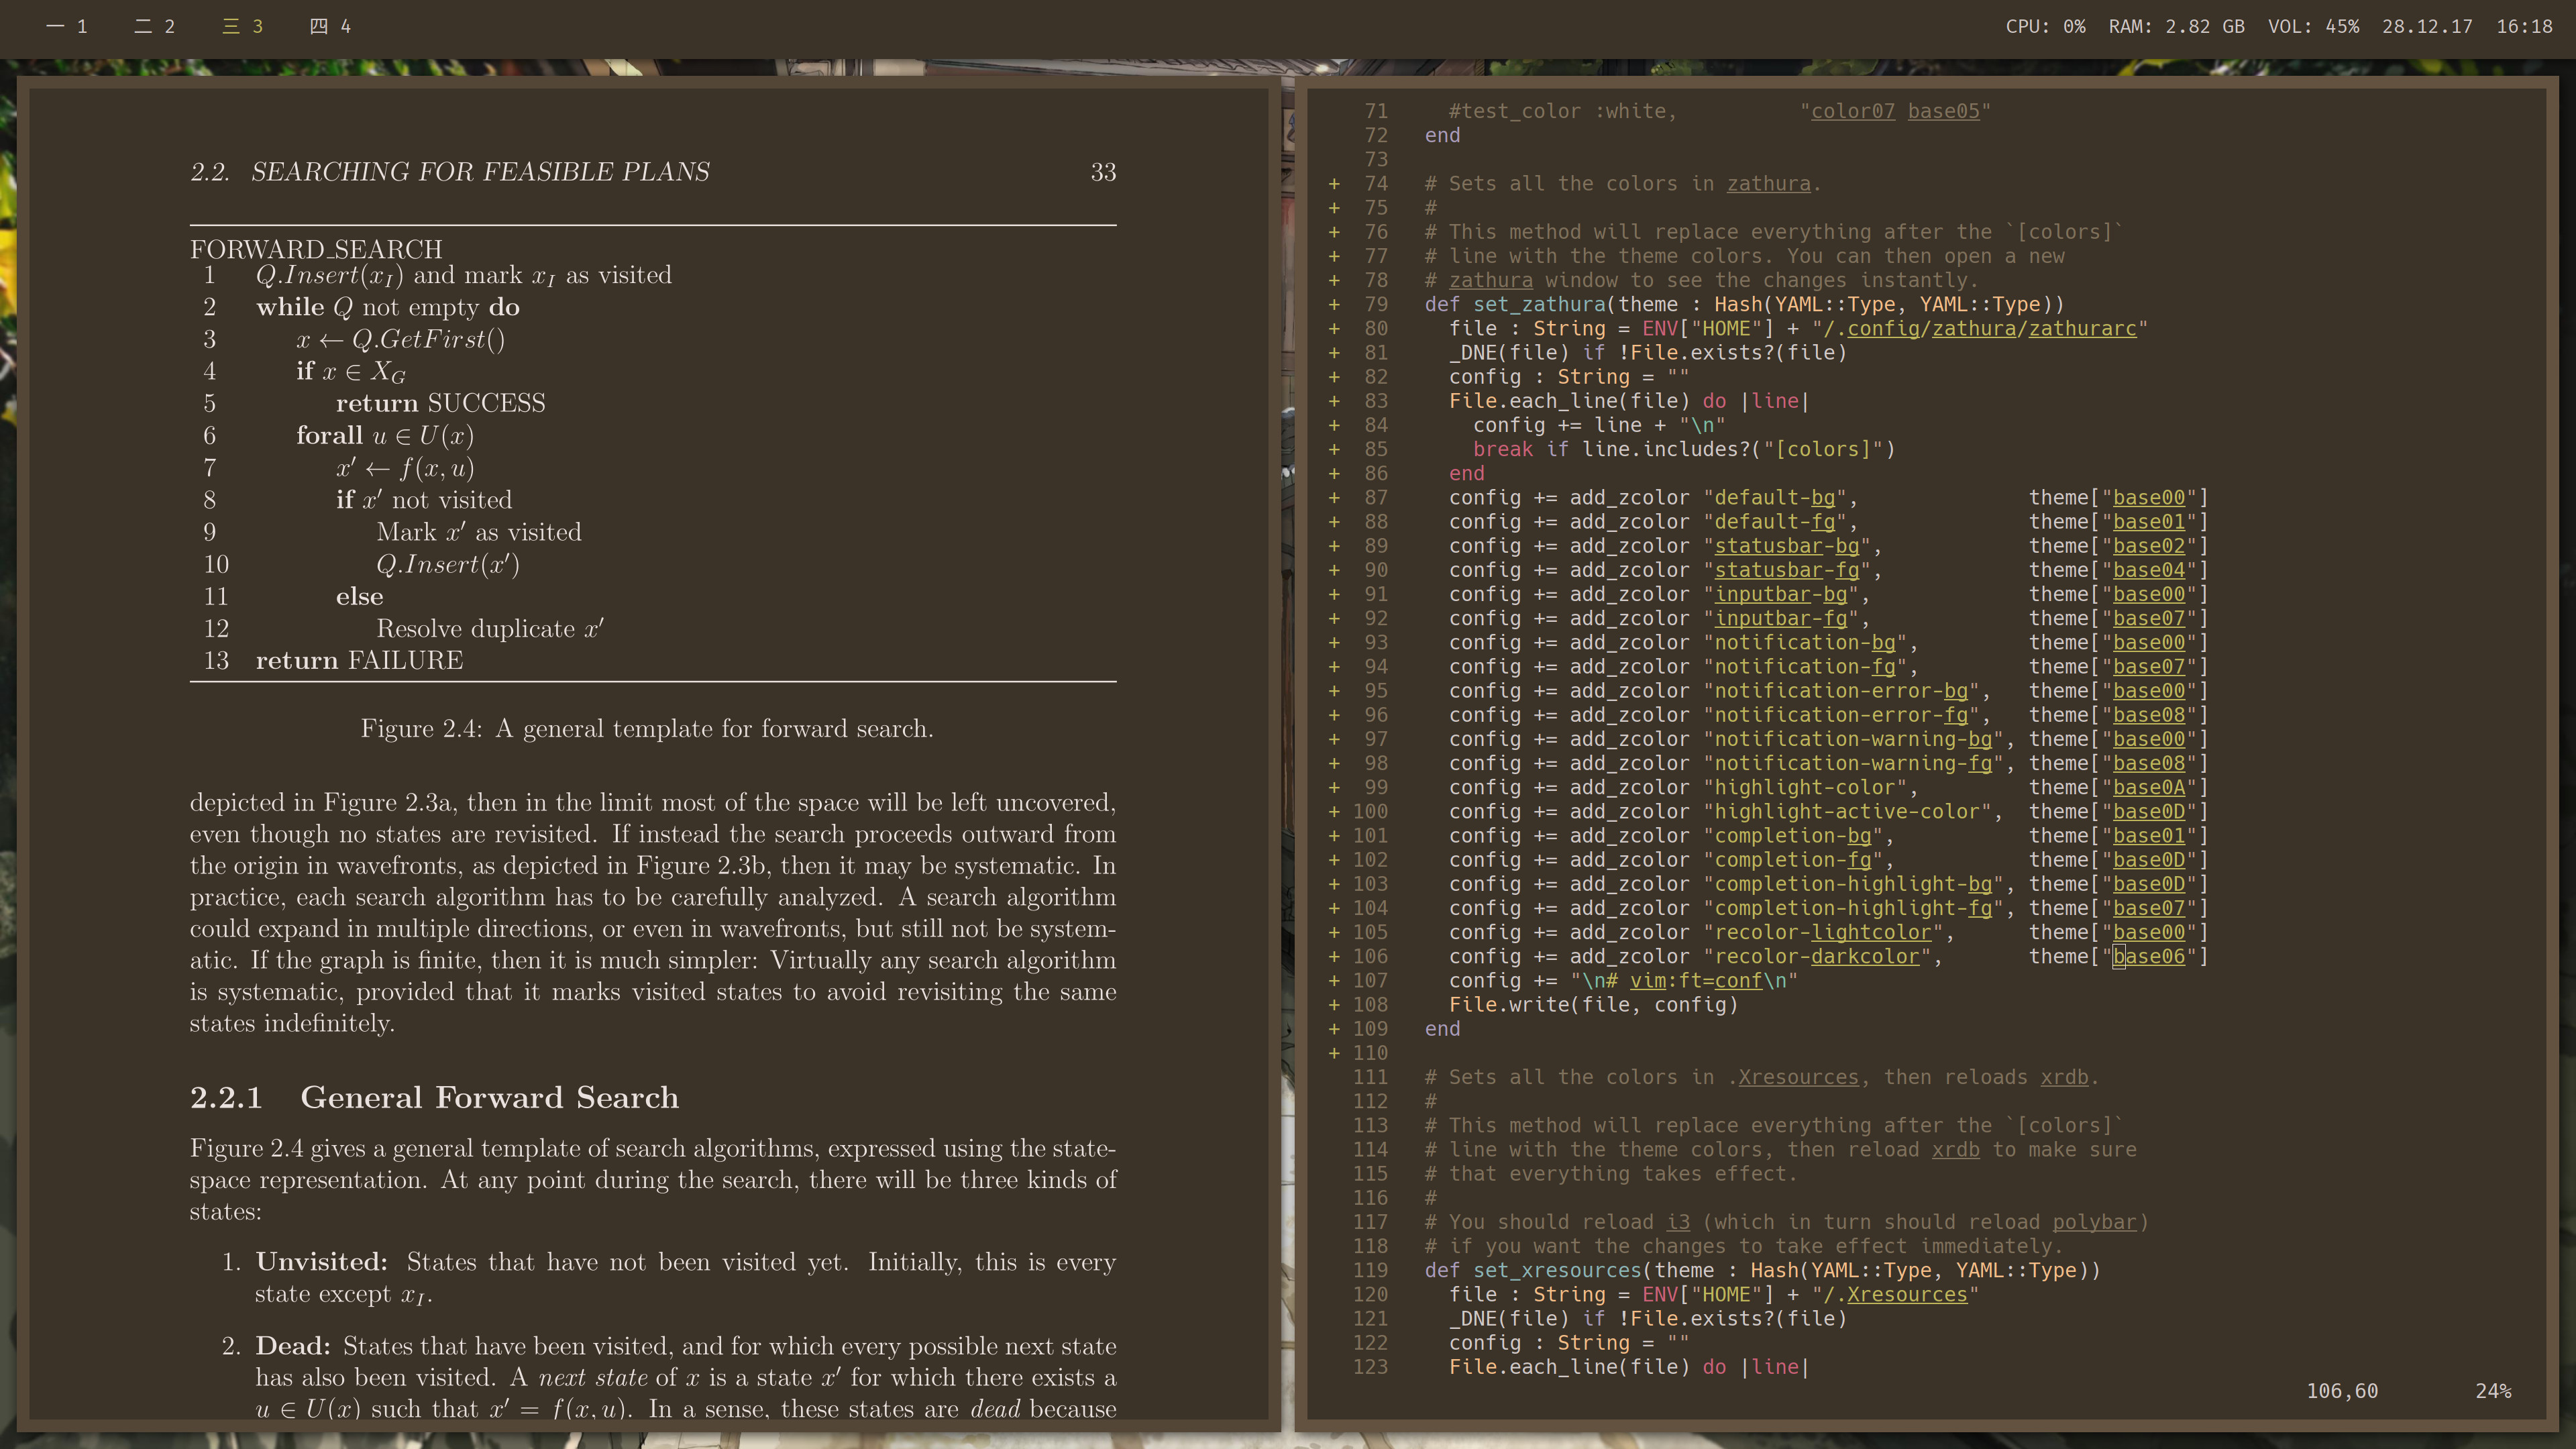 一 1 二 2 三 3 四 4
CPU: 0% RAM: 2.82 GB VOL: 45% 28.12.17 16:18
2.2. SEARCHING FOR FEASIBLE PLANS 33
FORWARD_SEARCH
1 Q.Insert(x_I) and mark x_I as visited
2 while Q not empty do
3 x ← Q.GetFirst()
4 if x ∈ X_G
5 return SUCCESS
6 forall u ∈ U(x)
7 x′ ← f(x, u)
8 if x′ not visited
9 Mark x′ as visited
10 Q.Insert(x′)
11 else
12 Resolve duplicate x′
13 return FAILURE
Figure 2.4: A general template for forward search.
depicted in Figure 2.3a, then in the limit most of the space will be left uncovered,
even though no states are revisited. If instead the search proceeds outward from
the origin in wavefronts, as depicted in Figure 2.3b, then it may be systematic. In
practice, each search algorithm has to be carefully analyzed. A search algorithm
could expand in multiple directions, or even in wavefronts, but still not be system-
atic. If the graph is finite, then it is much simpler: Virtually any search algorithm
is systematic, provided that it marks visited states to avoid revisiting the same
states indefinitely.
2.2.1 General Forward Search
Figure 2.4 gives a general template of search algorithms, expressed using the state-
space representation. At any point during the search, there will be three kinds of
states:
1. Unvisited: States that have not been visited yet. Initially, this is every
state except x_I.
2. Dead: States that have been visited, and for which every possible next state
has also been visited. A next state of x is a state x′ for which there exists a
u ∈ U(x) such that x′ = f(x, u). In a sense, these states are dead because
71 #test_color :white, "color07 base05"
72 end
73
+ 74 # Sets all the colors in zathura.
+ 75 #
+ 76 # This method will replace everything after the `[colors]`
+ 77 # line with the theme colors. You can then open a new
+ 78 # zathura window to see the changes instantly.
+ 79 def set_zathura(theme : Hash(YAML::Type, YAML::Type))
+ 80 file : String = ENV["HOME"] + "/.config/zathura/zathurarc"
+ 81 _DNE(file) if !File.exists?(file)
+ 82 config : String = ""
+ 83 File.each_line(file) do |line|
+ 84 config += line + "\n"
+ 85 break if line.includes?("[colors]")
+ 86 end
+ 87 config += add_zcolor "default-bg", theme["base00"]
+ 88 config += add_zcolor "default-fg", theme["base01"]
+ 89 config += add_zcolor "statusbar-bg", theme["base02"]
+ 90 config += add_zcolor "statusbar-fg", theme["base04"]
+ 91 config += add_zcolor "inputbar-bg", theme["base00"]
+ 92 config += add_zcolor "inputbar-fg", theme["base07"]
+ 93 config += add_zcolor "notification-bg", theme["base00"]
+ 94 config += add_zcolor "notification-fg", theme["base07"]
+ 95 config += add_zcolor "notification-error-bg", theme["base00"]
+ 96 config += add_zcolor "notification-error-fg", theme["base08"]
+ 97 config += add_zcolor "notification-warning-bg", theme["base00"]
+ 98 config += add_zcolor "notification-warning-fg", theme["base08"]
+ 99 config += add_zcolor "highlight-color", theme["base0A"]
+ 100 config += add_zcolor "highlight-active-color", theme["base0D"]
+ 101 config += add_zcolor "completion-bg", theme["base01"]
+ 102 config += add_zcolor "completion-fg", theme["base0D"]
+ 103 config += add_zcolor "completion-highlight-bg", theme["base0D"]
+ 104 config += add_zcolor "completion-highlight-fg", theme["base07"]
+ 105 config += add_zcolor "recolor-lightcolor", theme["base00"]
+ 106 config += add_zcolor "recolor-darkcolor", theme["base06"]
+ 107 config += "\n# vim:ft=conf\n"
+ 108 File.write(file, config)
+ 109 end
+ 110
111 # Sets all the colors in .Xresources, then reloads xrdb.
112 #
113 # This method will replace everything after the `[colors]`
114 # line with the theme colors, then reload xrdb to make sure
115 # that everything takes effect.
116 #
117 # You should reload i3 (which in turn should reload polybar)
118 # if you want the changes to take effect immediately.
119 def set_xresources(theme : Hash(YAML::Type, YAML::Type))
120 file : String = ENV["HOME"] + "/.Xresources"
121 _DNE(file) if !File.exists?(file)
122 config : String = ""
123 File.each_line(file) do |line|
106,60 24%